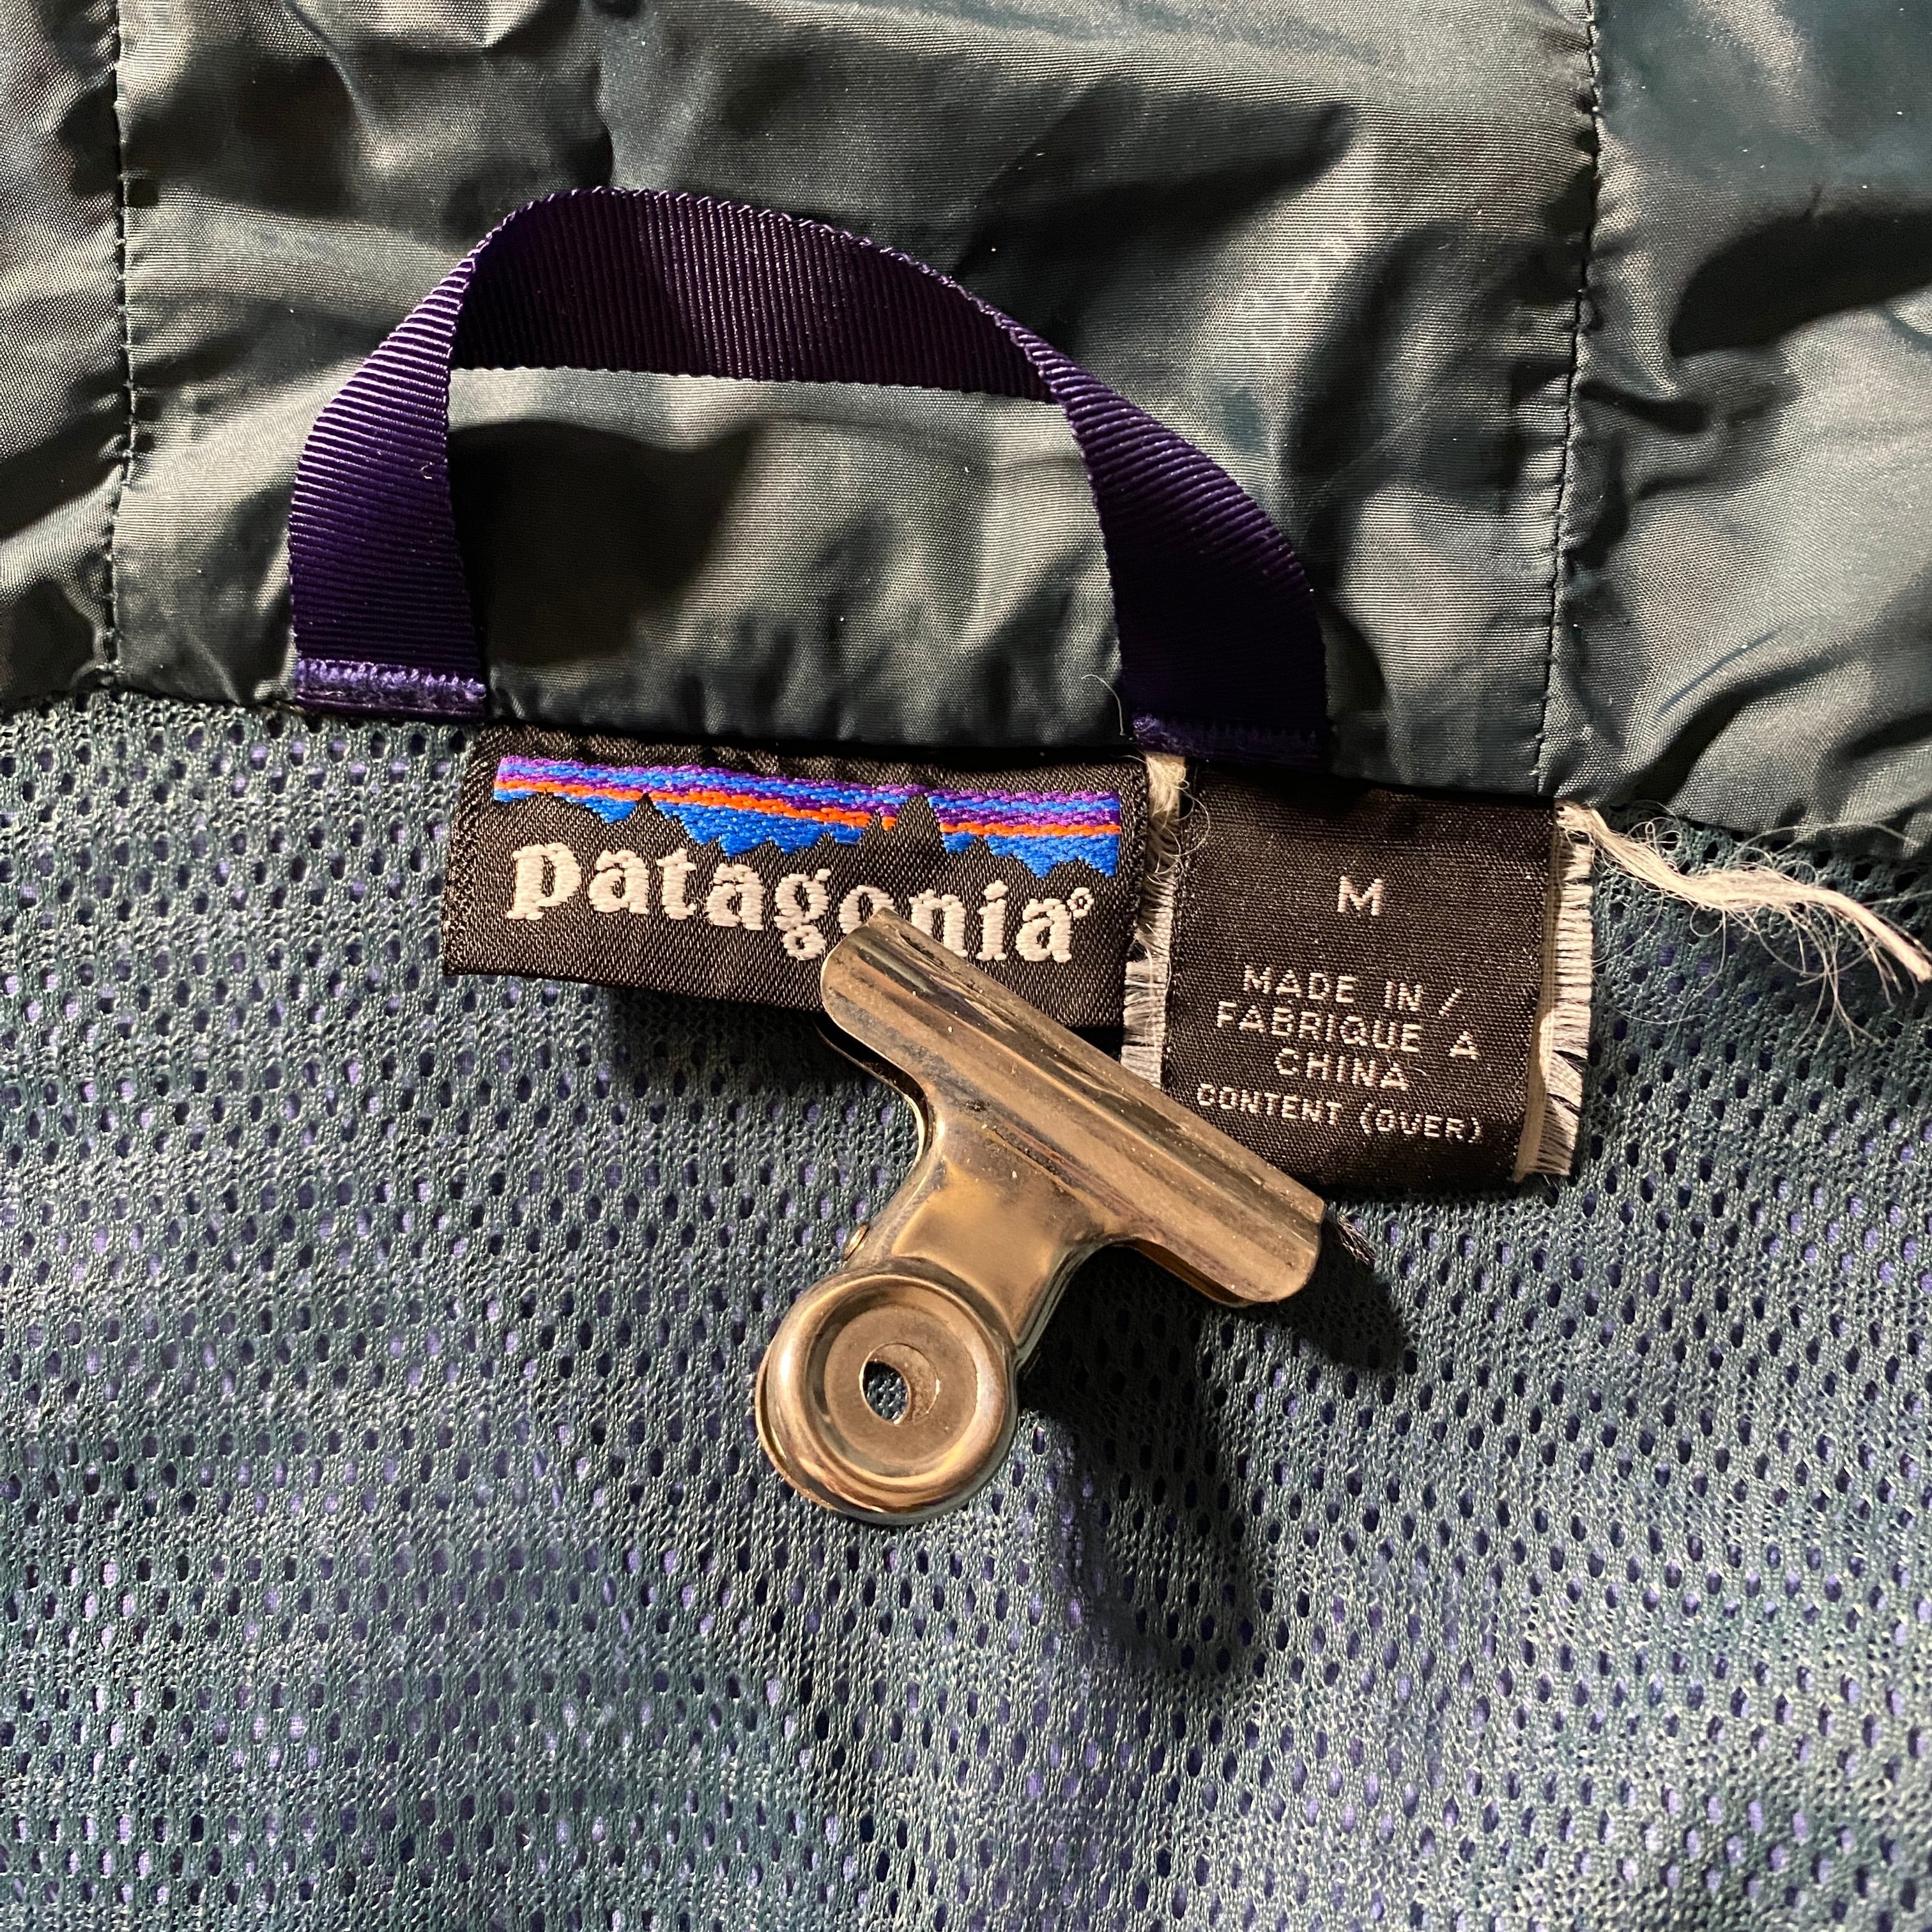 patagonia®
M
MADE IN /
FABRIQUE A
CHINA
CONTENT (OVER)